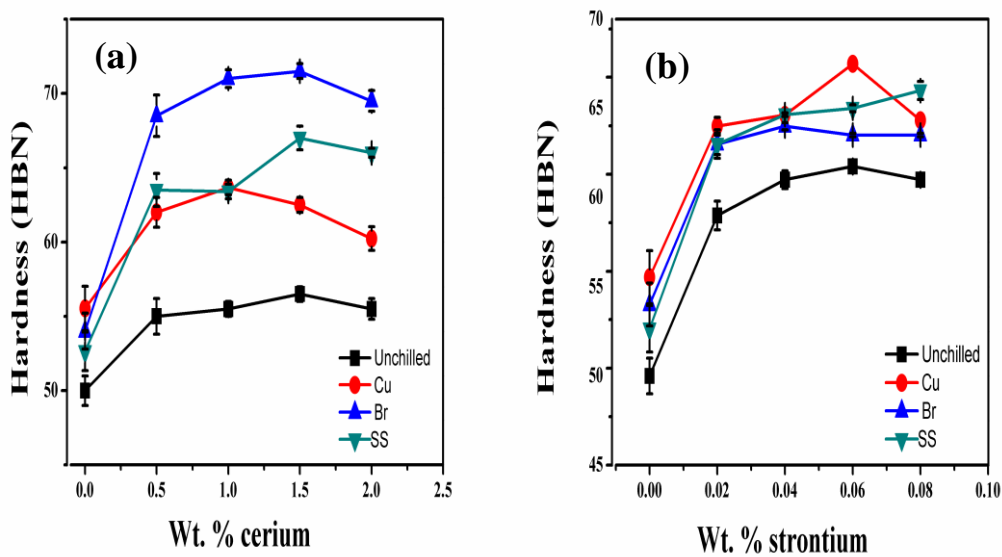 (a)
Hardness (HBN)
70
60
50
Unchilled
Cu
Br
SS
0.0 0.5 1.0 1.5 2.0 2.5
Wt. % cerium
(b)
Hardness (HBN)
70
65
60
55
50
45
Unchilled
Cu
Br
SS
0.00 0.02 0.04 0.06 0.08 0.10
Wt. % strontium